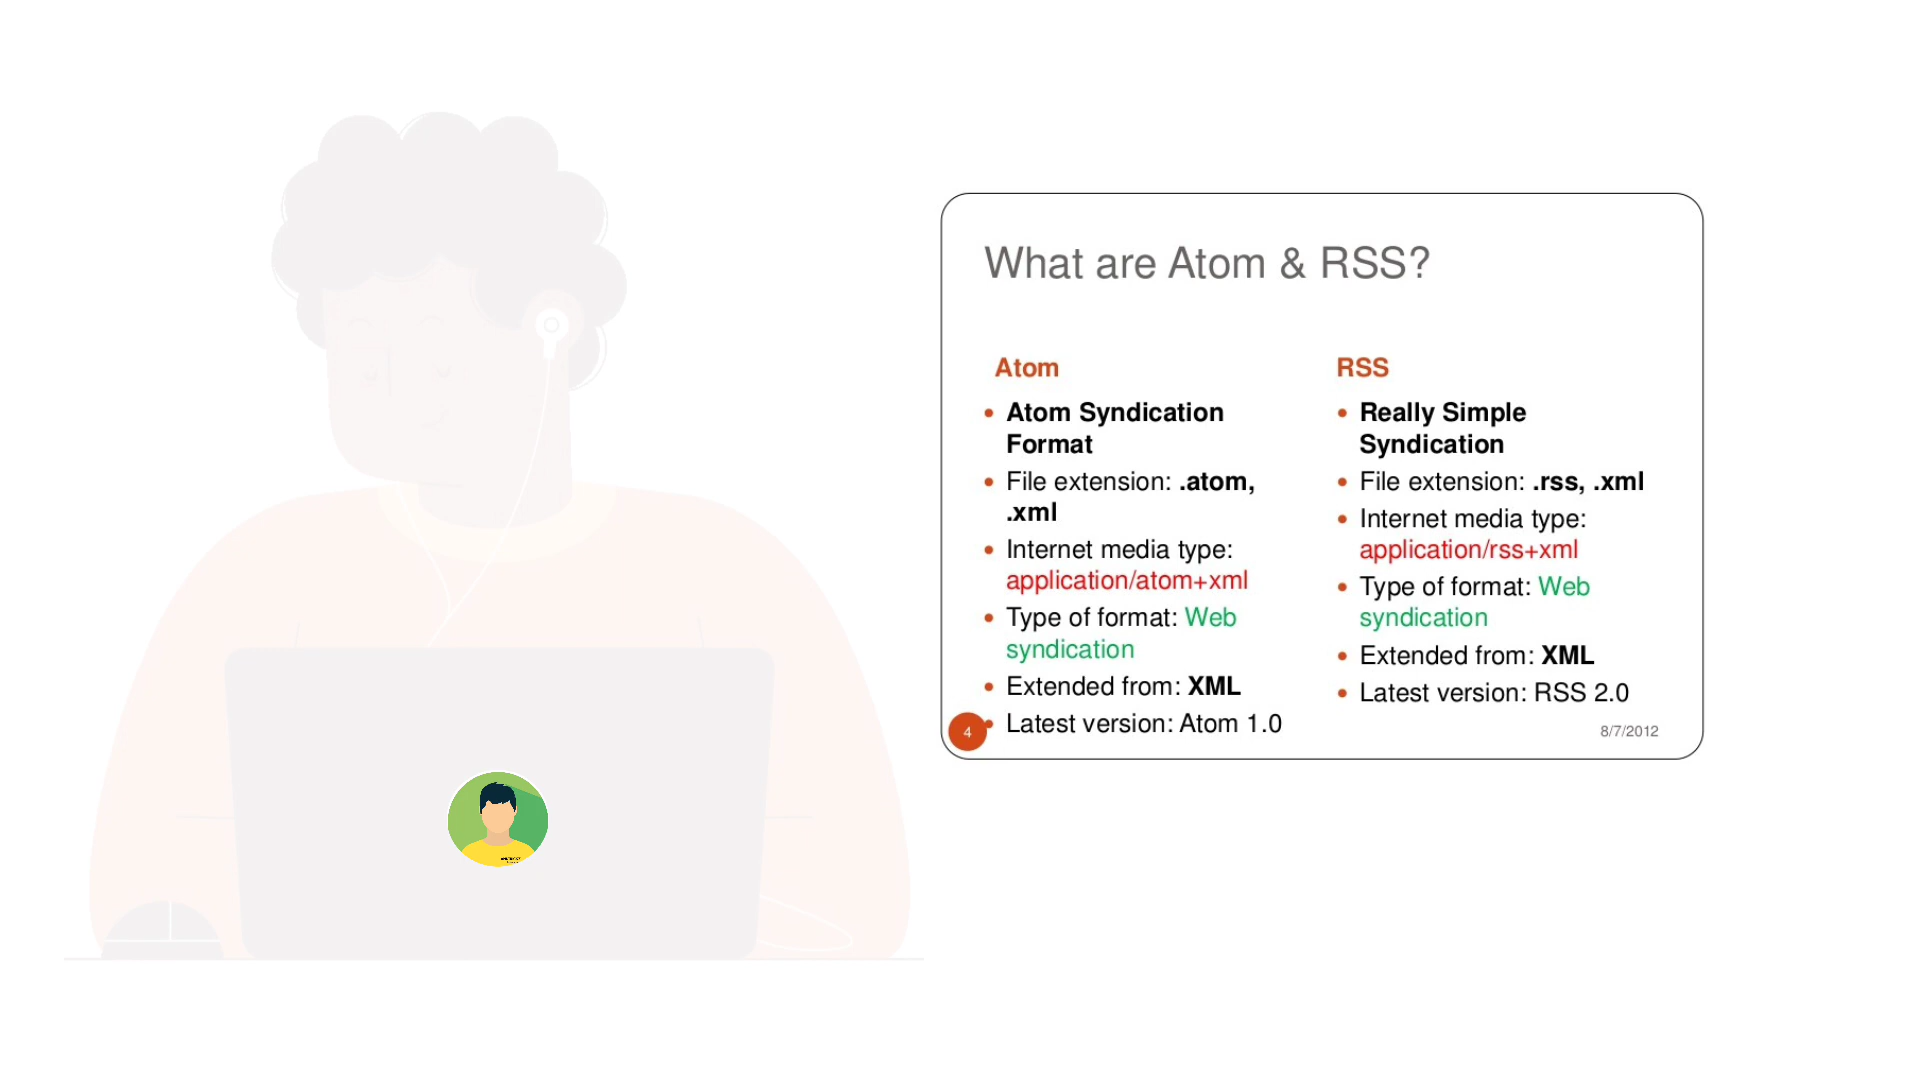 What are Atom & RSS?
Atom
• Atom Syndication
Format
• File extension: .atom,
.xml
• Internet media type:
application/atom+xml
• Type of format: Web
syndication
• Extended from: XML
• Latest version: Atom 1.0
RSS
• Really Simple
Syndication
• File extension: .rss, .xml
• Internet media type:
application/rss+xml
• Type of format: Web
syndication
• Extended from: XML
• Latest version: RSS 2.0
4
8/7/2012